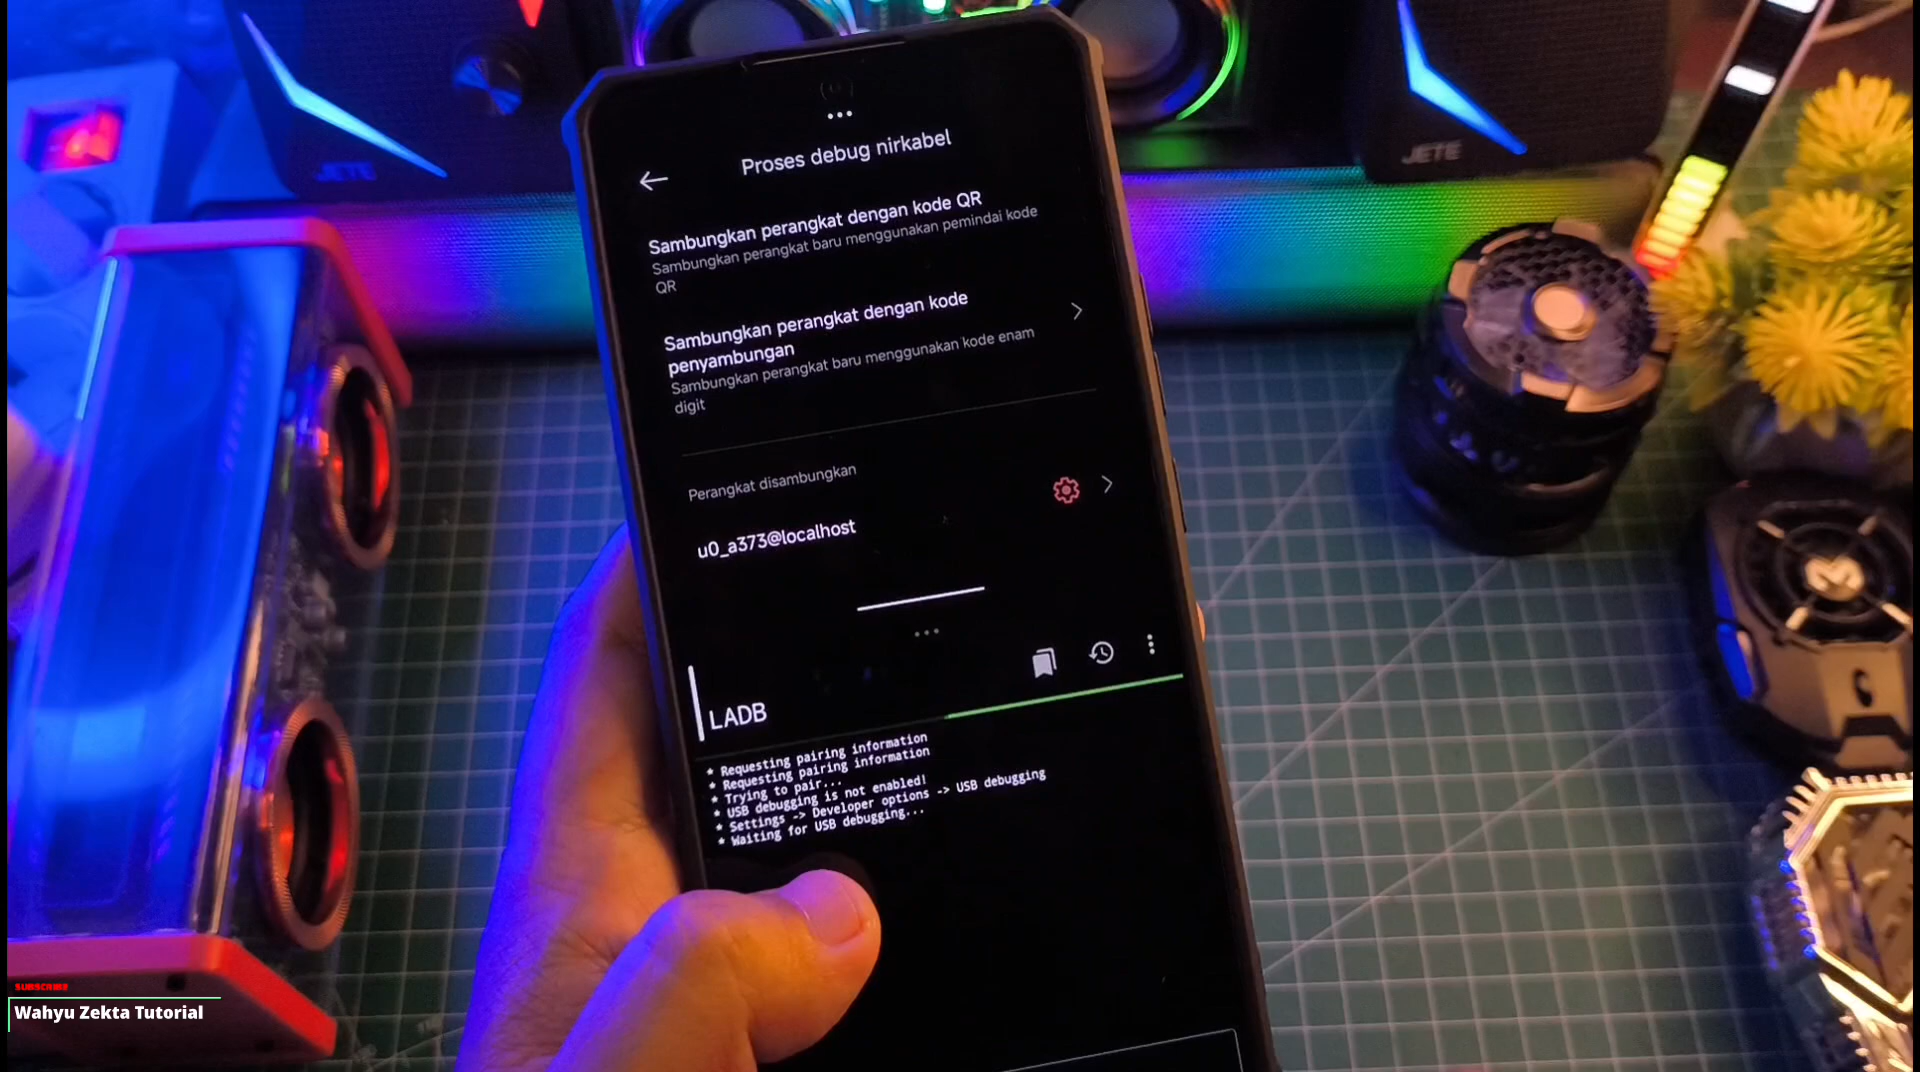 JETE
JETE
Proses debug nirkabel
Sambungkan perangkat dengan kode QR
Sambungkan perangkat baru menggunakan pemindai kode
QR
Sambungkan perangkat dengan kode
penyambungan
Sambungkan perangkat baru menggunakan kode enam
digit
Perangkat disambungkan
u0_a373@localhost
LADB
* Requesting pairing information
* Requesting pairing information
* Trying to pair...
* USB debugging is not enabled!
* Settings -> Developer options -> USB debugging
* Waiting for USB debugging...
SUBSCRIBE
Wahyu Zekta Tutorial